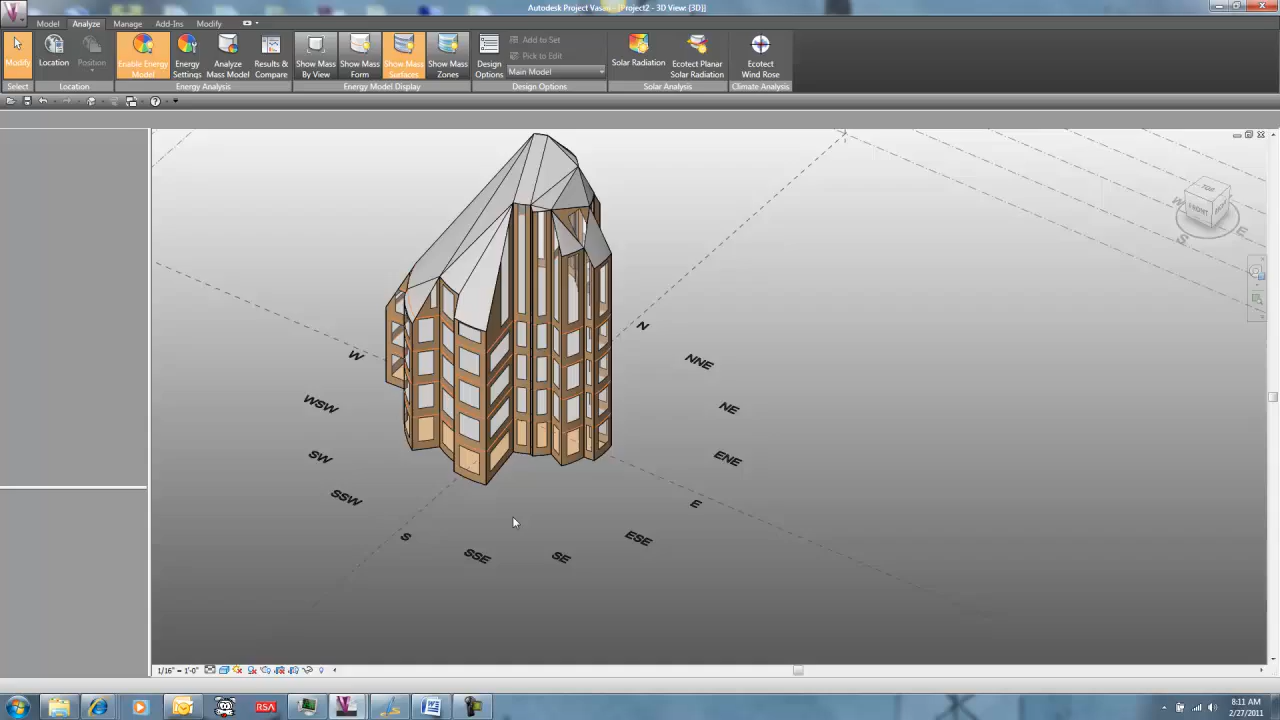 Autodesk Project Vasari - [Project2 - 3D View: {3D}]
Model Analyze Manage Add-Ins Modify
Modify
Location
Position
Enable Energy Model
Energy Settings
Analyze Mass Model
Results & Compare
Show Mass By View
Show Mass Form
Show Mass Surfaces
Show Mass Zones
Design Options
Add to Set
Pick to Edit
Main Model
Solar Radiation
Ecotect Planar Solar Radiation
Ecotect Wind Rose
Select Location Energy Analysis Energy Model Display Design Options Solar Analysis Climate Analysis
TOP
FRONT
W
S
E
N
W
NNE
WSW
NE
SW
ENE
SSW
E
S
ESE
SSE
SE
1/16" = 1'-0"
RSA
8:11 AM
2/27/2011